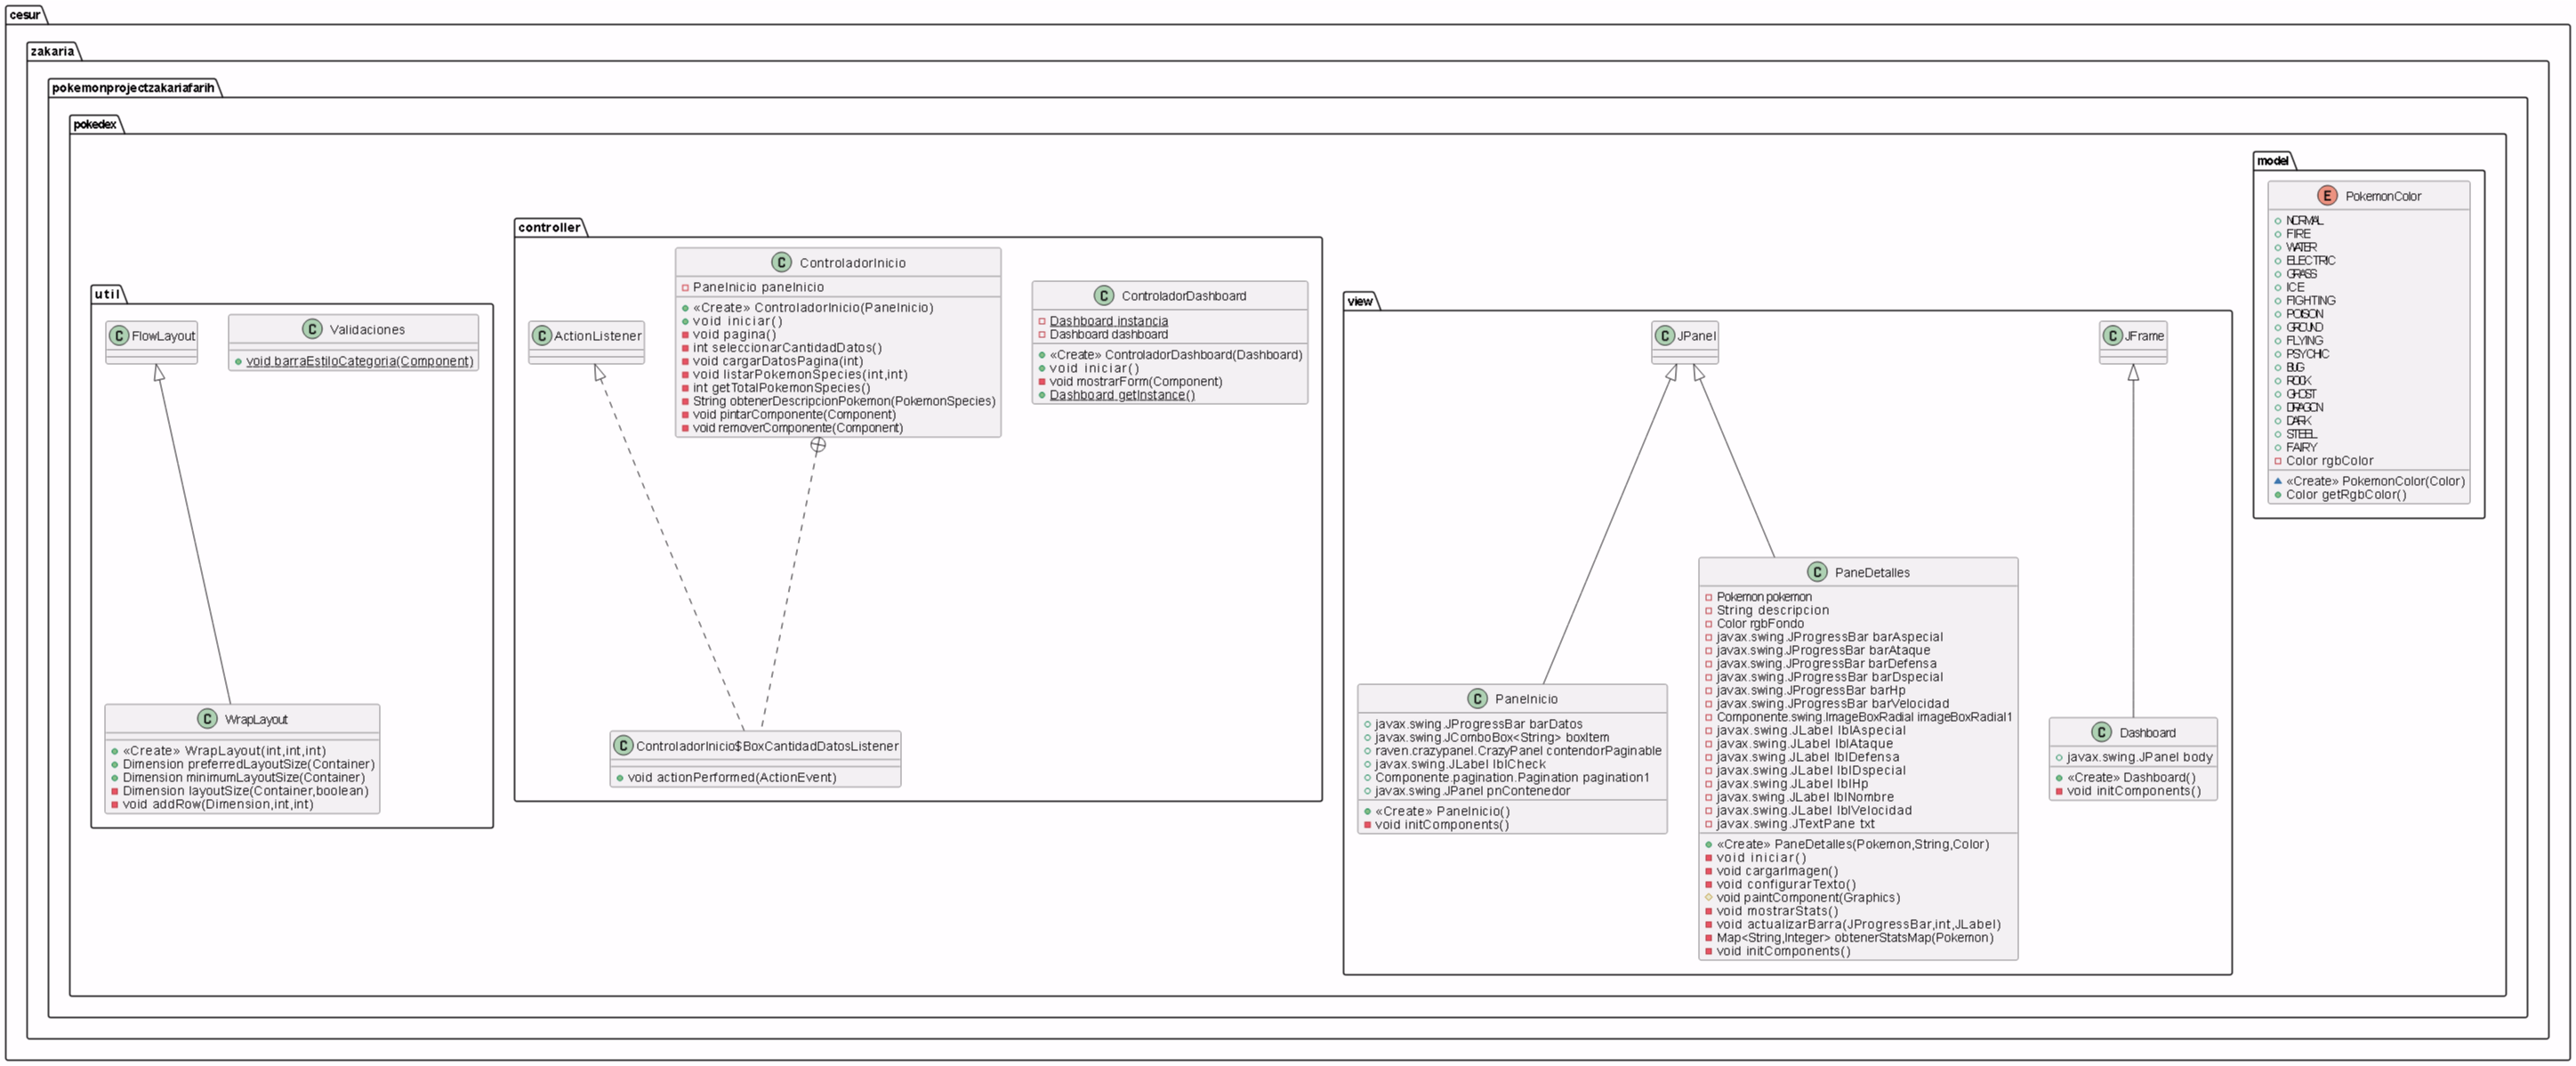 cesur
zakaria
pokemonprojectzakariafarih
pokedex
util
FlowLayout
Validaciones
void barraEstiloCategoria(Component)
WrapLayout
«Create» WrapLayout(int,int,int)
Dimension preferredLayoutSize(Container)
Dimension minimumLayoutSize(Container)
Dimension layoutSize(Container,boolean)
void addRow(Dimension,int,int)
controller
ActionListener
ControladorInicio
PaneInicio paneInicio
«Create» ControladorInicio(PaneInicio)
void iniciar()
void pagina()
int seleccionarCantidadDatos()
void cargarDatosPagina(int)
void listarPokemonSpecies(int,int)
int getTotalPokemonSpecies()
String obtenerDescripcionPokemon(PokemonSpecies)
void pintarComponente(Component)
void removerComponente(Component)
ControladorDashboard
Dashboard instancia
Dashboard dashboard
«Create» ControladorDashboard(Dashboard)
void iniciar()
void mostrarForm(Component)
Dashboard getInstance()
ControladorInicio$BoxCantidadDatosListener
void actionPerformed(ActionEvent)
view
JPanel
JFrame
PaneInicio
javax.swing.JProgressBar barDatos
javax.swing.JComboBox<String> boxItem
raven.crazypanel.CrazyPanel contendorPaginable
javax.swing.JLabel lblCheck
Componente.pagination.Pagination pagination1
javax.swing.JPanel pnContenedor
«Create» PaneInicio()
void initComponents()
PaneDetalles
Pokemon pokemon
String descripcion
Color rgbFondo
javax.swing.JProgressBar barAspecial
javax.swing.JProgressBar barAtaque
javax.swing.JProgressBar barDefensa
javax.swing.JProgressBar barDspecial
javax.swing.JProgressBar barHp
javax.swing.JProgressBar barVelocidad
Componente.swing.ImageBoxRadial imageBoxRadial1
javax.swing.JLabel lblAspecial
javax.swing.JLabel lblAtaque
javax.swing.JLabel lblDefensa
javax.swing.JLabel lblDspecial
javax.swing.JLabel lblHp
javax.swing.JLabel lblNombre
javax.swing.JLabel lblVelocidad
javax.swing.JTextPane txt
«Create» PaneDetalles(Pokemon,String,Color)
void iniciar()
void cargarImagen()
void configurarTexto()
void paintComponent(Graphics)
void mostrarStats()
void actualizarBarra(JProgressBar,int,JLabel)
Map<String,Integer> obtenerStatsMap(Pokemon)
void initComponents()
Dashboard
javax.swing.JPanel body
«Create» Dashboard()
void initComponents()
model
PokemonColor
NORMAL
FIRE
WATER
ELECTRIC
GRASS
ICE
FIGHTING
POISON
GROUND
FLYING
PSYCHIC
BUG
ROCK
GHOST
DRAGON
DARK
STEEL
FAIRY
Color rgbColor
«Create» PokemonColor(Color)
Color getRgbColor()